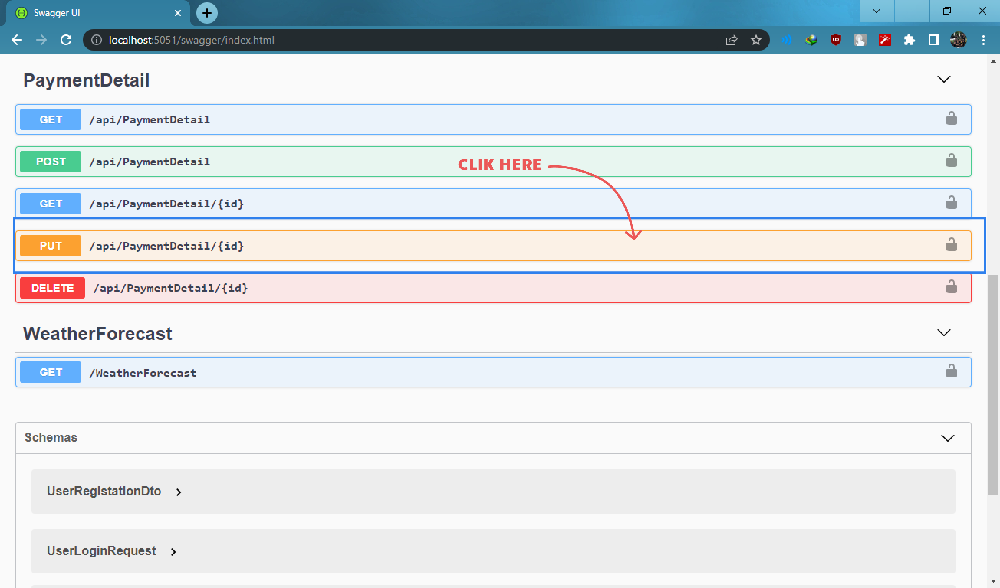 Swagger UI
localhost:5051/swagger/index.html
PaymentDetail
GET /api/PaymentDetail
POST /api/PaymentDetail
CLIK HERE
GET /api/PaymentDetail/{id}
PUT /api/PaymentDetail/{id}
DELETE /api/PaymentDetail/{id}
WeatherForecast
GET /WeatherForecast
Schemas
UserRegistationDto
UserLoginRequest